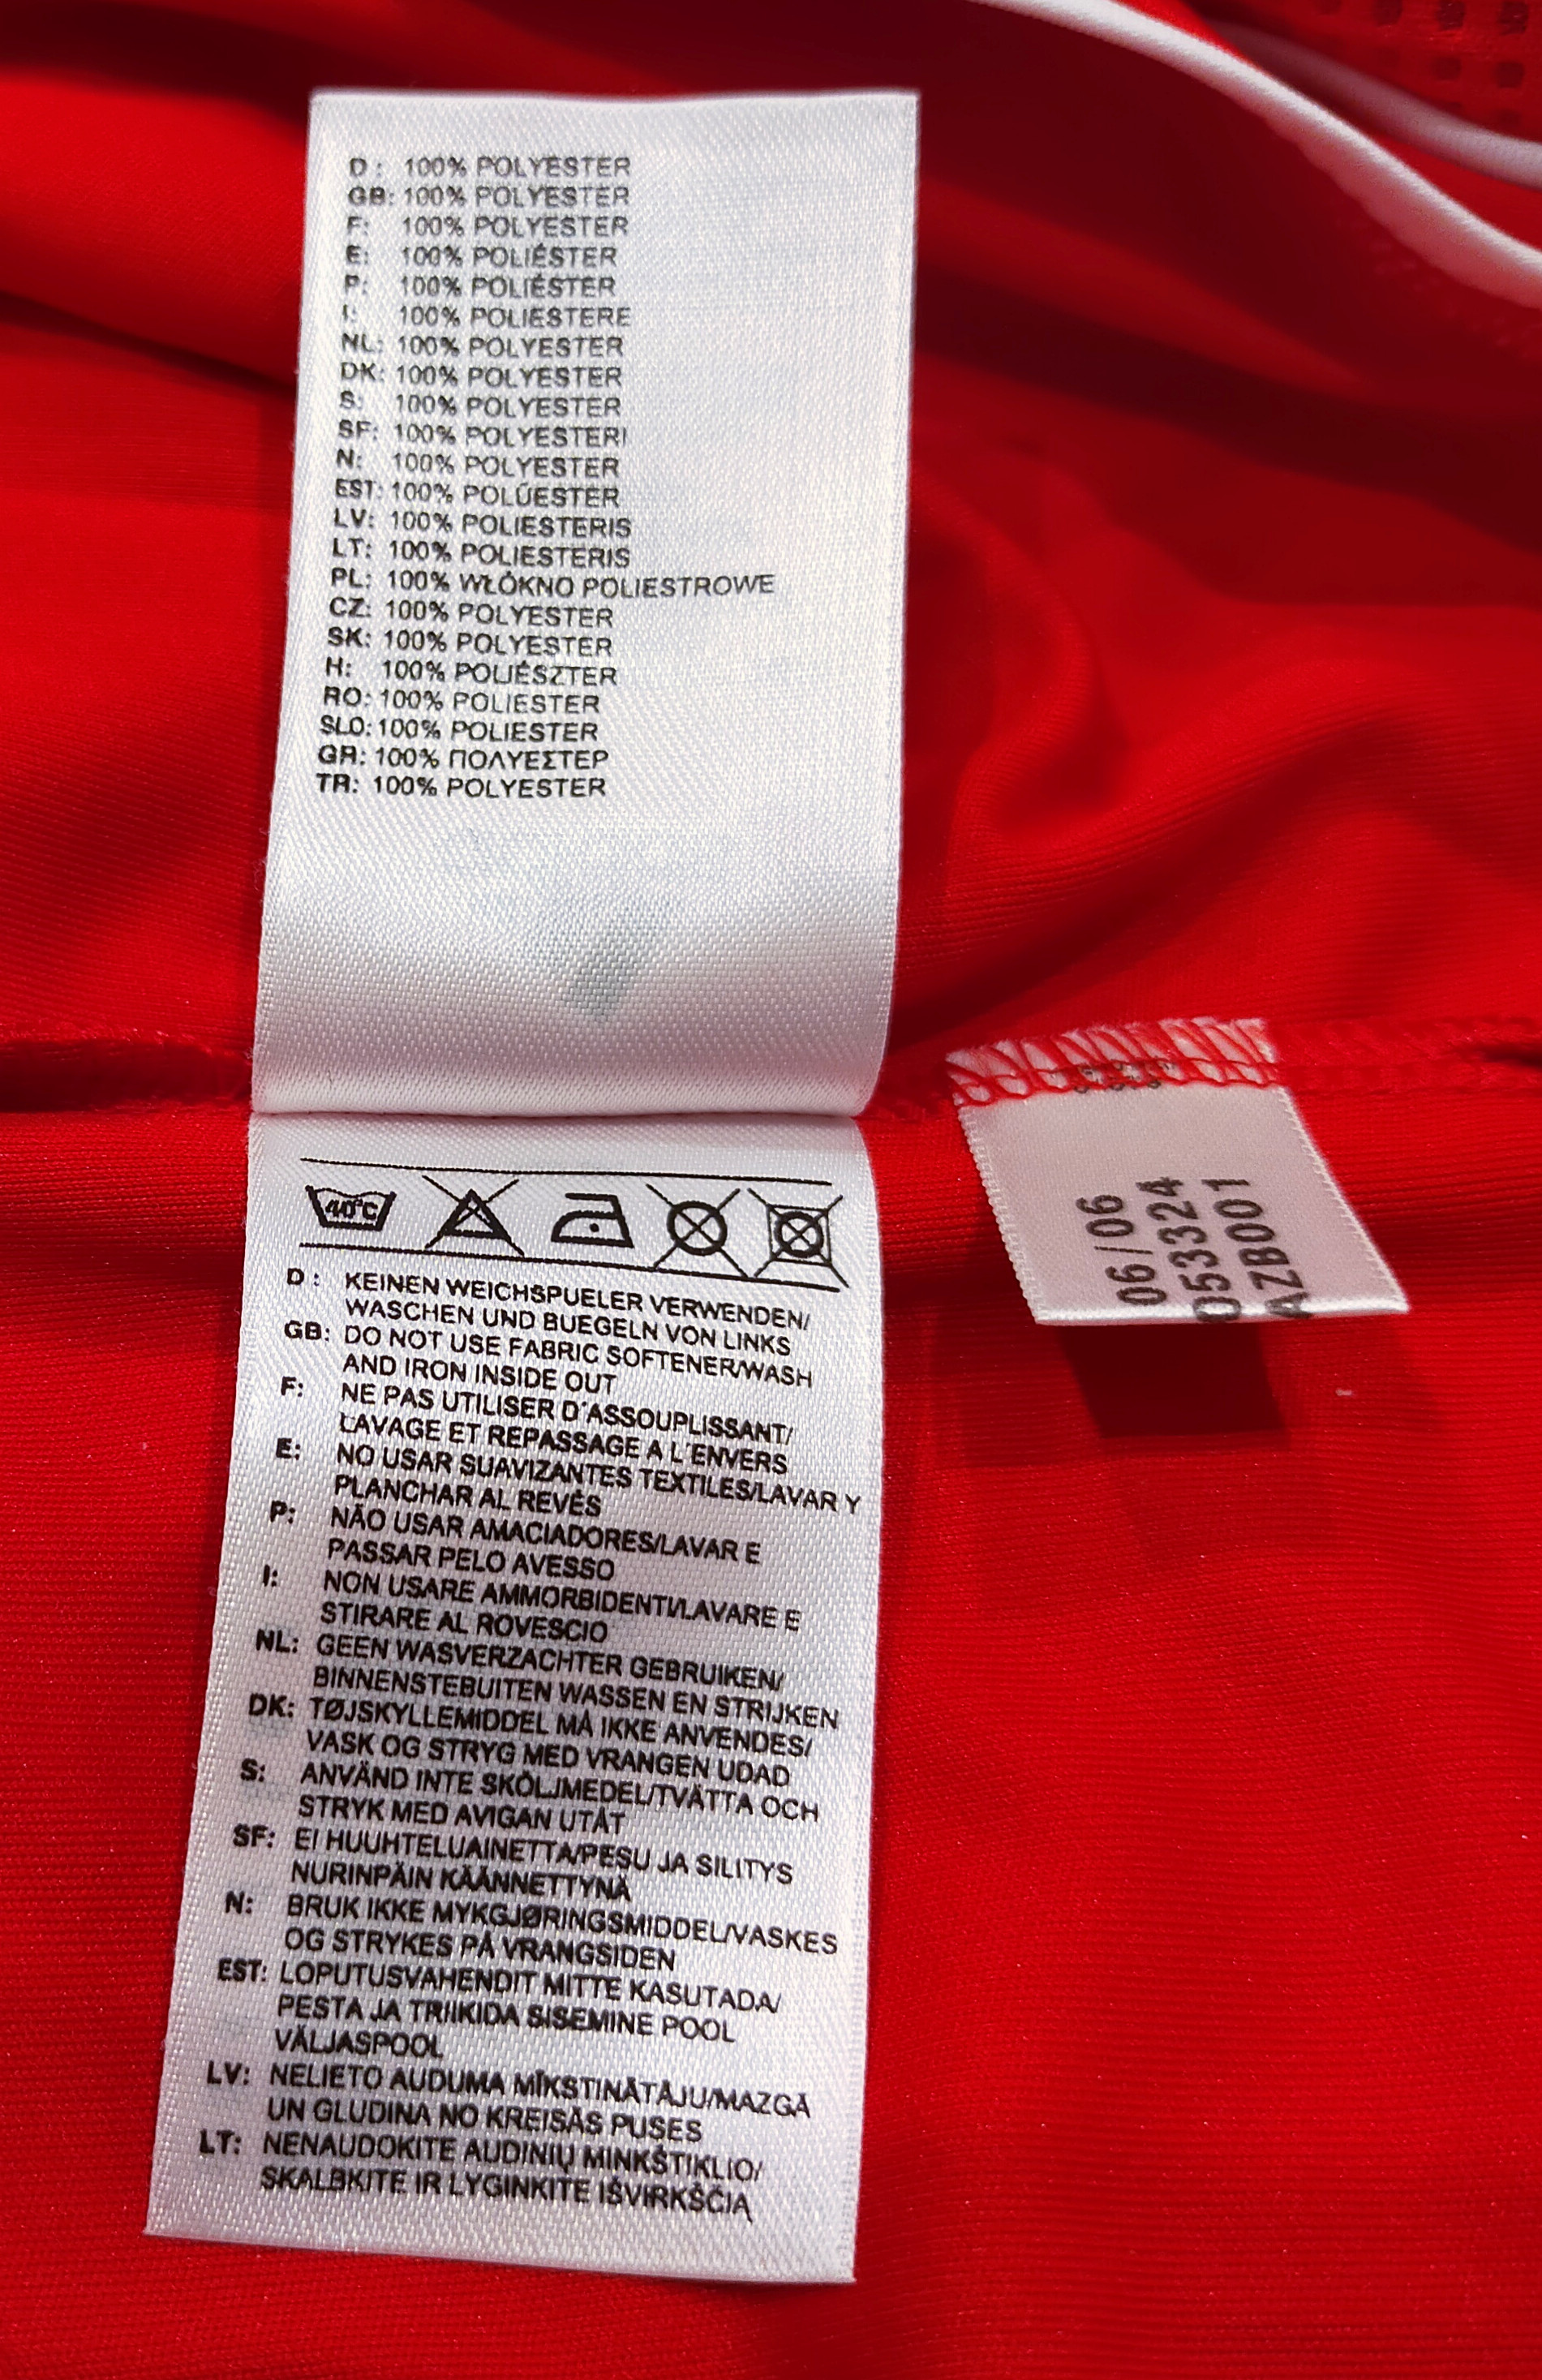 D : 100% POLYESTER
GB: 100% POLYESTER
F: 100% POLYESTER
E: 100% POLIÉSTER
P: 100% POLIÉSTER
I: 100% POLIESTERE
NL: 100% POLYESTER
DK: 100% POLYESTER
S: 100% POLYESTER
SF: 100% POLYESTERI
N: 100% POLYESTER
EST: 100% POLÜESTER
LV: 100% POLIESTERIS
LT: 100% POLIESTERIS
PL: 100% WŁÓKNO POLIESTROWE
CZ: 100% POLYESTER
SK: 100% POLYESTER
H: 100% POLIÉSZTER
RO: 100% POLIESTER
SLO: 100% POLIESTER
GR: 100% ΠΟΛΥΕΣΤΕΡ
TR: 100% POLYESTER
40°C
D : KEINEN WEICHSPUELER VERWENDEN/
WASCHEN UND BUEGELN VON LINKS
GB: DO NOT USE FABRIC SOFTENER/WASH
AND IRON INSIDE OUT
F: NE PAS UTILISER D'ASSOUPLISSANT/
LAVAGE ET REPASSAGE A L'ENVERS
E: NO USAR SUAVIZANTES TEXTILES/LAVAR Y
PLANCHAR AL REVÉS
P: NÃO USAR AMACIADORES/LAVAR E
PASSAR PELO AVESSO
I: NON USARE AMMORBIDENTI/LAVARE E
STIRARE AL ROVESCIO
NL: GEEN WASVERZACHTER GEBRUIKEN/
BINNENSTEBUITEN WASSEN EN STRIJKEN
DK: TØJSKYLLEMIDDEL MÅ IKKE ANVENDES/
VASK OG STRYG MED VRANGEN UDAD
S: ANVÄND INTE SKÖLJMEDEL/TVÄTTA OCH
STRYK MED AVIGAN UTÅT
SF: EI HUUHTELUAINETTA/PESU JA SILITYS
NURINPÄIN KÄÄNNETTYNÄ
N: BRUK IKKE MYKGJØRINGSMIDDEL/VASKES
OG STRYKES PÅ VRANGSIDEN
EST: LOPUTUSVAHENDIT MITTE KASUTADA/
PESTA JA TRIIKIDA SISEMINE POOL
VÄLJASPOOL
LV: NELIETO AUDUMA MĪKSTINĀTĀJU/MAZGĀ
UN GLUDINA NO KREISĀS PUSES
LT: NENAUDOKITE AUDINIŲ MINKŠTIKLIO/
SKALBKITE IR LYGINKITE IŠVIRKŠČIĄ
06/06
053324
AZB001